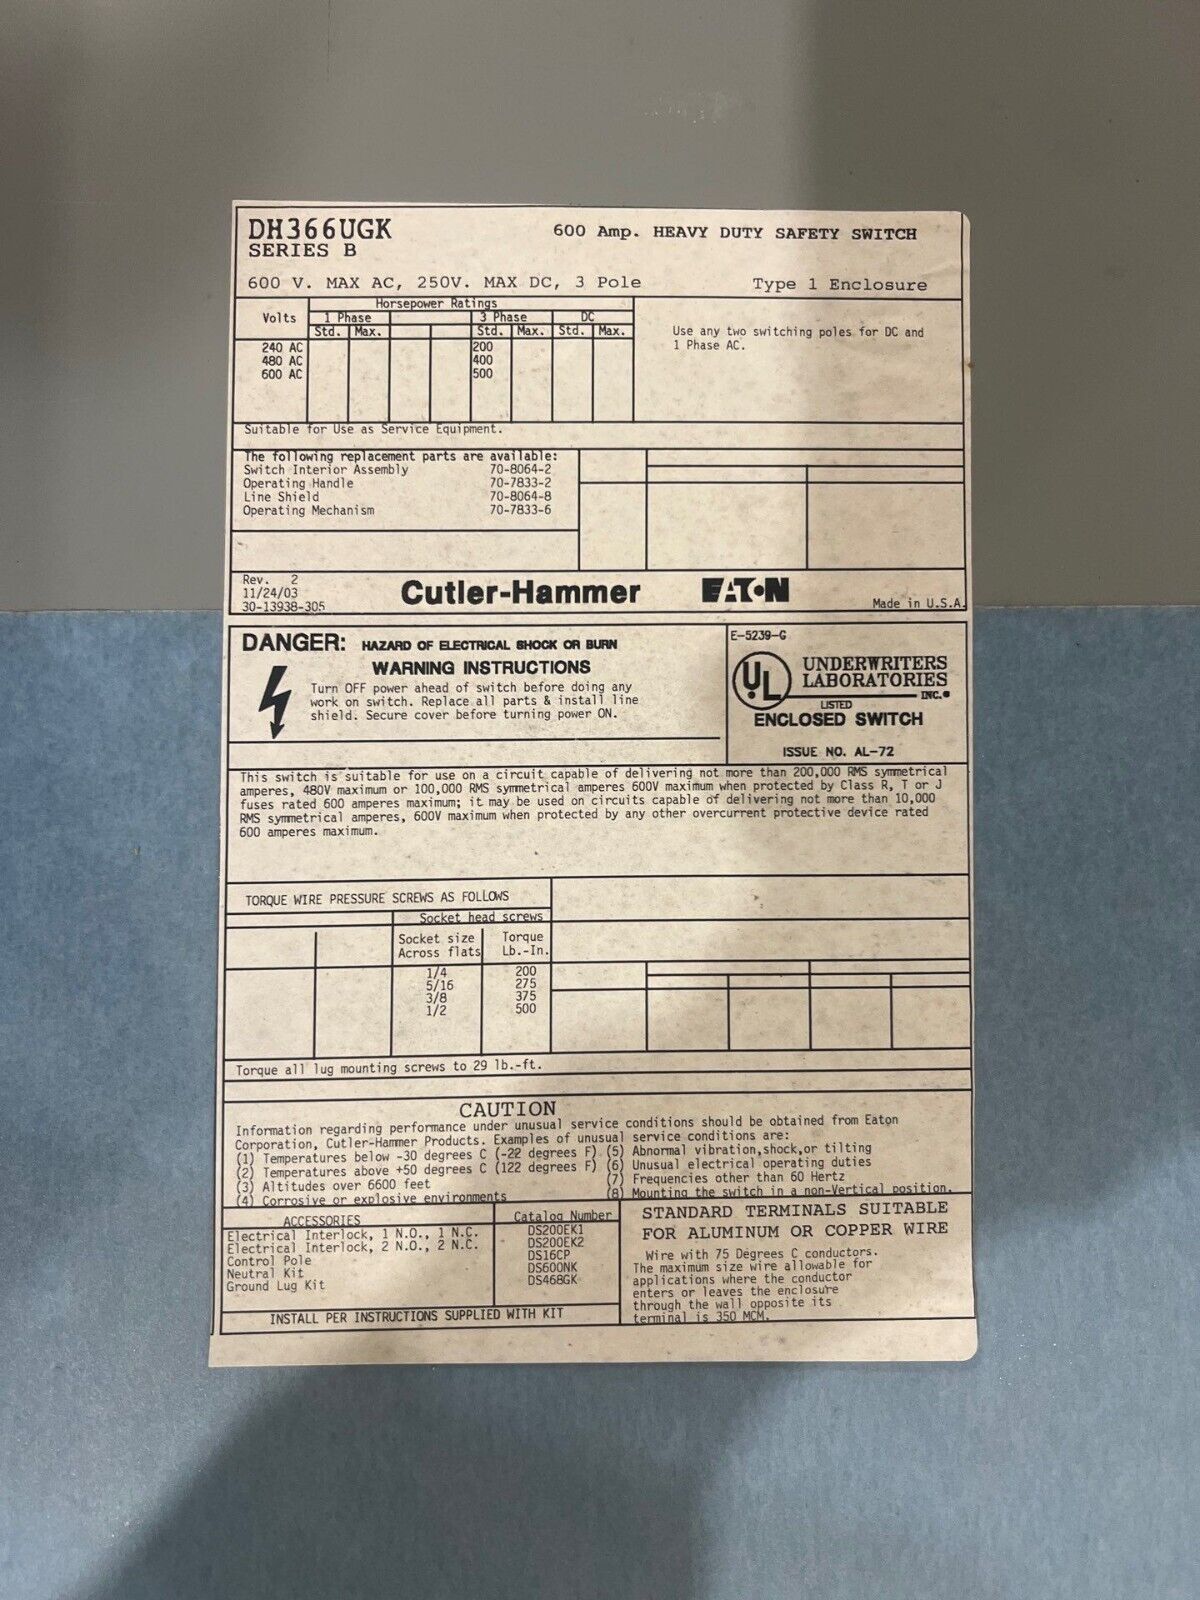 DH366UGK
SERIES B
600 Amp. HEAVY DUTY SAFETY SWITCH
600 V. MAX AC, 250V. MAX DC, 3 Pole
Type 1 Enclosure
Horsepower Ratings
Volts 1 Phase 3 Phase DC
Std. Max. Std. Max. Std. Max.
240 AC 200
480 AC 400
600 AC 500
Use any two switching poles for DC and
1 Phase AC.
Suitable for Use as Service Equipment.
The following replacement parts are available:
Switch Interior Assembly 70-8064-2
Operating Handle 70-7833-2
Line Shield 70-8064-8
Operating Mechanism 70-7833-6
Rev. 2
11/24/03
30-13938-305
Cutler-Hammer EATON
Made in U.S.A.
DANGER: HAZARD OF ELECTRICAL SHOCK OR BURN
WARNING INSTRUCTIONS
Turn OFF power ahead of switch before doing any
work on switch. Replace all parts & install line
shield. Secure cover before turning power ON.
E-5239-G
UL
UNDERWRITERS
LABORATORIES
INC.®
LISTED
ENCLOSED SWITCH
ISSUE NO. AL-72
This switch is suitable for use on a circuit capable of delivering not more than 200,000 RMS symmetrical
amperes, 480V maximum or 100,000 RMS symmetrical amperes 600V maximum when protected by Class R, T or J
fuses rated 600 amperes maximum; it may be used on circuits capable of delivering not more than 10,000
RMS symmetrical amperes, 600V maximum when protected by any other overcurrent protective device rated
600 amperes maximum.
TORQUE WIRE PRESSURE SCREWS AS FOLLOWS
Socket head screws
Socket size Torque
Across flats Lb.-In.
1/4 200
5/16 275
3/8 375
1/2 500
Torque all lug mounting screws to 29 lb.-ft.
CAUTION
Information regarding performance under unusual service conditions should be obtained from Eaton
Corporation, Cutler-Hammer Products. Examples of unusual service conditions are:
(1) Temperatures below -30 degrees C (-22 degrees F)
(2) Temperatures above +50 degrees C (122 degrees F)
(3) Altitudes over 6600 feet
(4) Corrosive or explosive environments
(5) Abnormal vibration,shock,or tilting
(6) Unusual electrical operating duties
(7) Frequencies other than 60 Hertz
(8) Mounting the switch in a non-Vertical position.
ACCESSORIES Catalog Number
Electrical Interlock, 1 N.O., 1 N.C. DS200EK1
Electrical Interlock, 2 N.O., 2 N.C. DS200EK2
Control Pole DS16CP
Neutral Kit DS600NK
Ground Lug Kit DS468GK
INSTALL PER INSTRUCTIONS SUPPLIED WITH KIT
STANDARD TERMINALS SUITABLE
FOR ALUMINUM OR COPPER WIRE
Wire with 75 Degrees C conductors.
The maximum size wire allowable for
applications where the conductor
enters or leaves the enclosure
through the wall opposite its
terminal is 350 MCM.